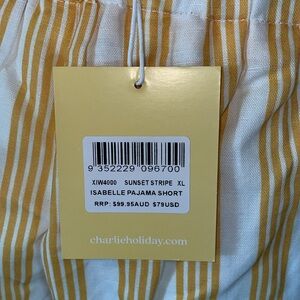 9 352229 096700
XIW4000 SUNSET STRIPE XL
ISABELLE PAJAMA SHORT
RRP: $99.95AUD $79USD
charlieholiday.com